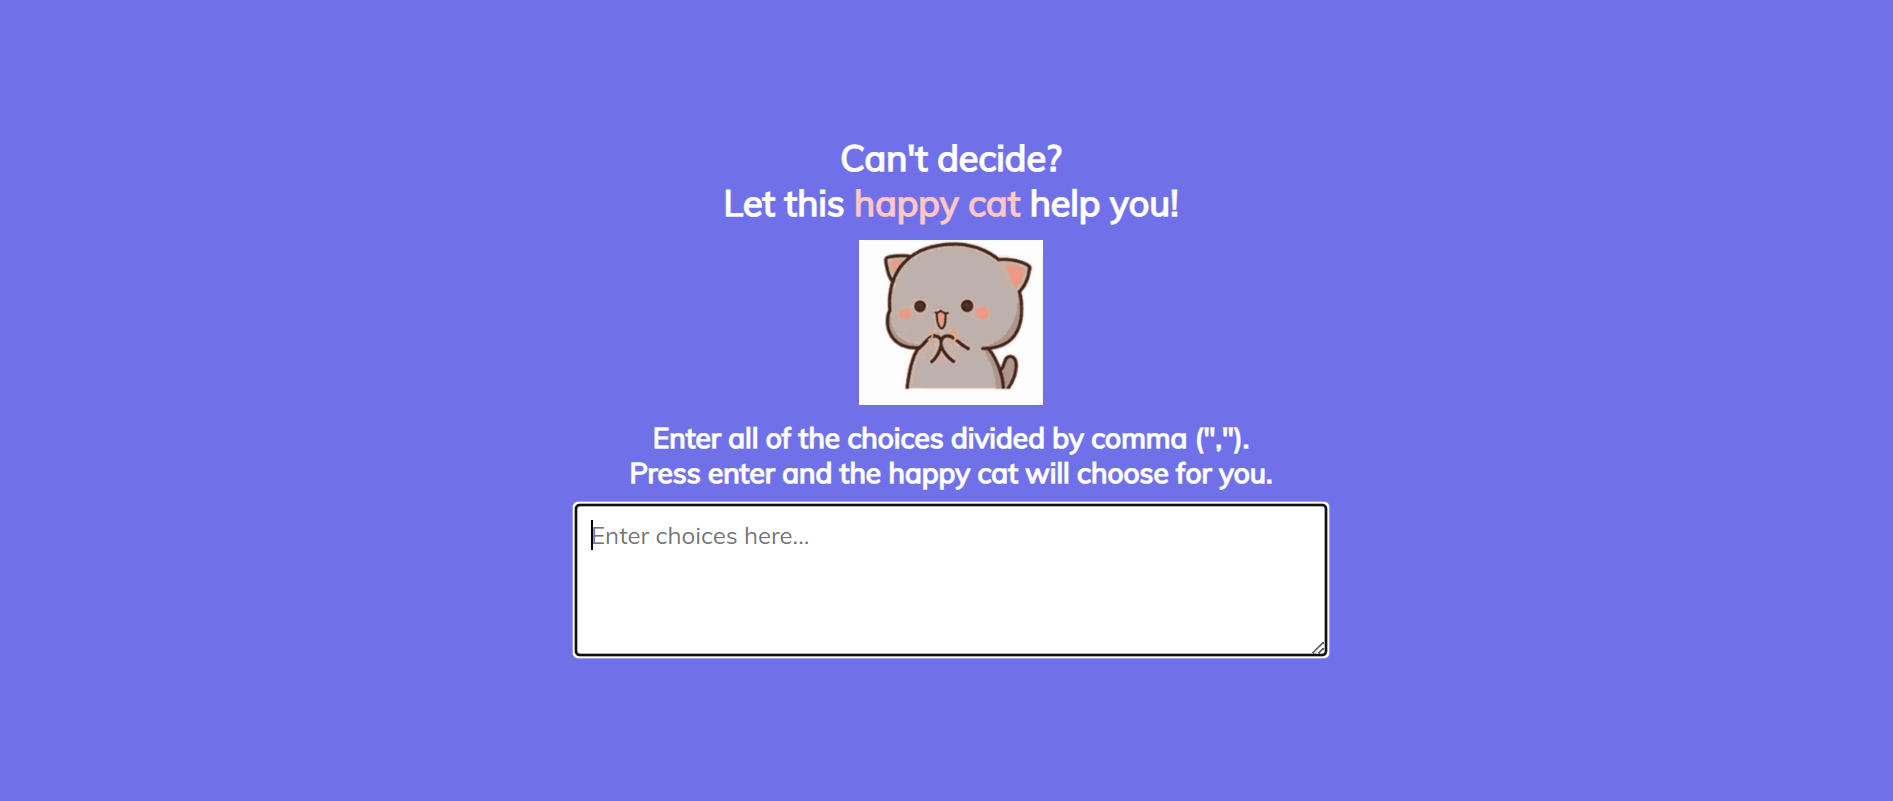 Can't decide?
Let this happy cat help you!
Enter all of the choices divided by comma (",").
Press enter and the happy cat will choose for you.
Enter choices here...